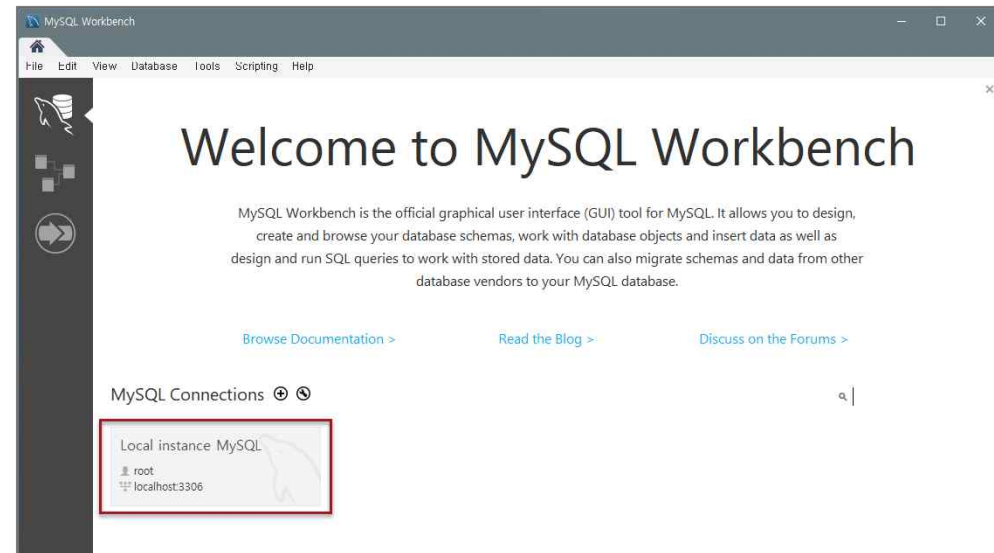 MySQL Workbench
File Edit View Database Tools Scripting Help
Welcome to MySQL Workbench
MySQL Workbench is the official graphical user interface (GUI) tool for MySQL. It allows you to design,
create and browse your database schemas, work with database objects and insert data as well as
design and run SQL queries to work with stored data. You can also migrate schemas and data from other
database vendors to your MySQL database.
Browse Documentation > Read the Blog > Discuss on the Forums >
MySQL Connections
Local instance MySQL
root
localhost:3306